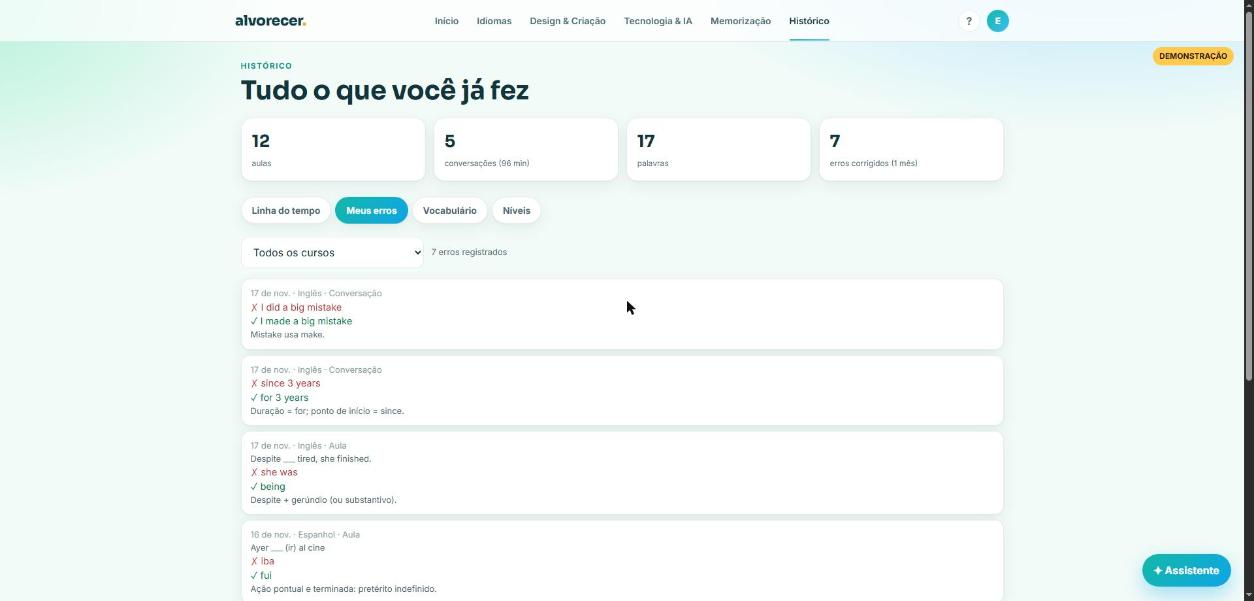 alvorecer.
Início
Idiomas
Design & Criação
Tecnologia & IA
Memorização
Histórico
?
E
DEMONSTRAÇÃO
HISTÓRICO
Tudo o que você já fez
12
aulas
5
conversações (96 min)
17
palavras
7
erros corrigidos (1 mês)
Linha do tempo
Meus erros
Vocabulário
Níveis
Todos os cursos
7 erros registrados
17 de nov. · Inglês · Conversação
✗ I did a big mistake
✓ I made a big mistake
Mistake usa make.
17 de nov. · Inglês · Conversação
✗ since 3 years
✓ for 3 years
Duração = for; ponto de início = since.
17 de nov. · Inglês · Aula
Despite ___ tired, she finished.
✗ she was
✓ being
Despite + gerúndio (ou substantivo).
16 de nov. · Espanhol · Aula
Ayer ___ (ir) al cine
✗ iba
✓ fui
Ação pontual e terminada: pretérito indefinido.
✦ Assistente